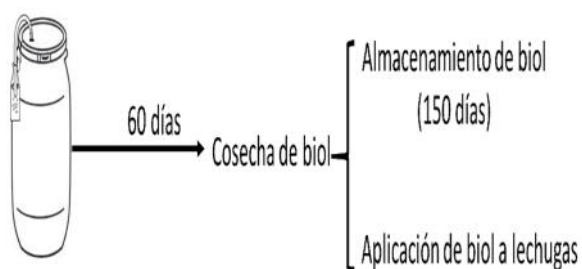 60 días
Cosecha de biol
Almacenamiento de biol
(150 días)
Aplicación de biol a lechugas